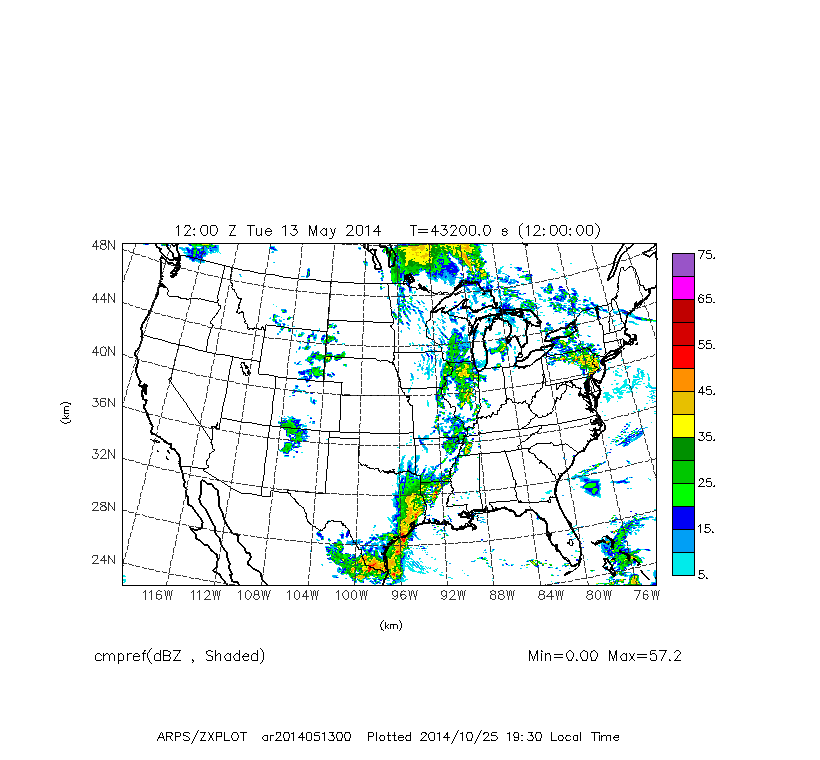 12:00 Z Tue 13 May 2014 T=43200.0 s (12:00:00)
48N
44N
40N
36N
32N
28N
24N
(km)
75.
65.
55.
45.
35.
25.
15.
5.
116W 112W 108W 104W 100W 96W 92W 88W 84W 80W 76W
(km)
cmpref(dBZ , Shaded) Min=0.00 Max=57.2
ARPS/ZXPLOT ar2014051300 Plotted 2014/10/25 19:30 Local Time